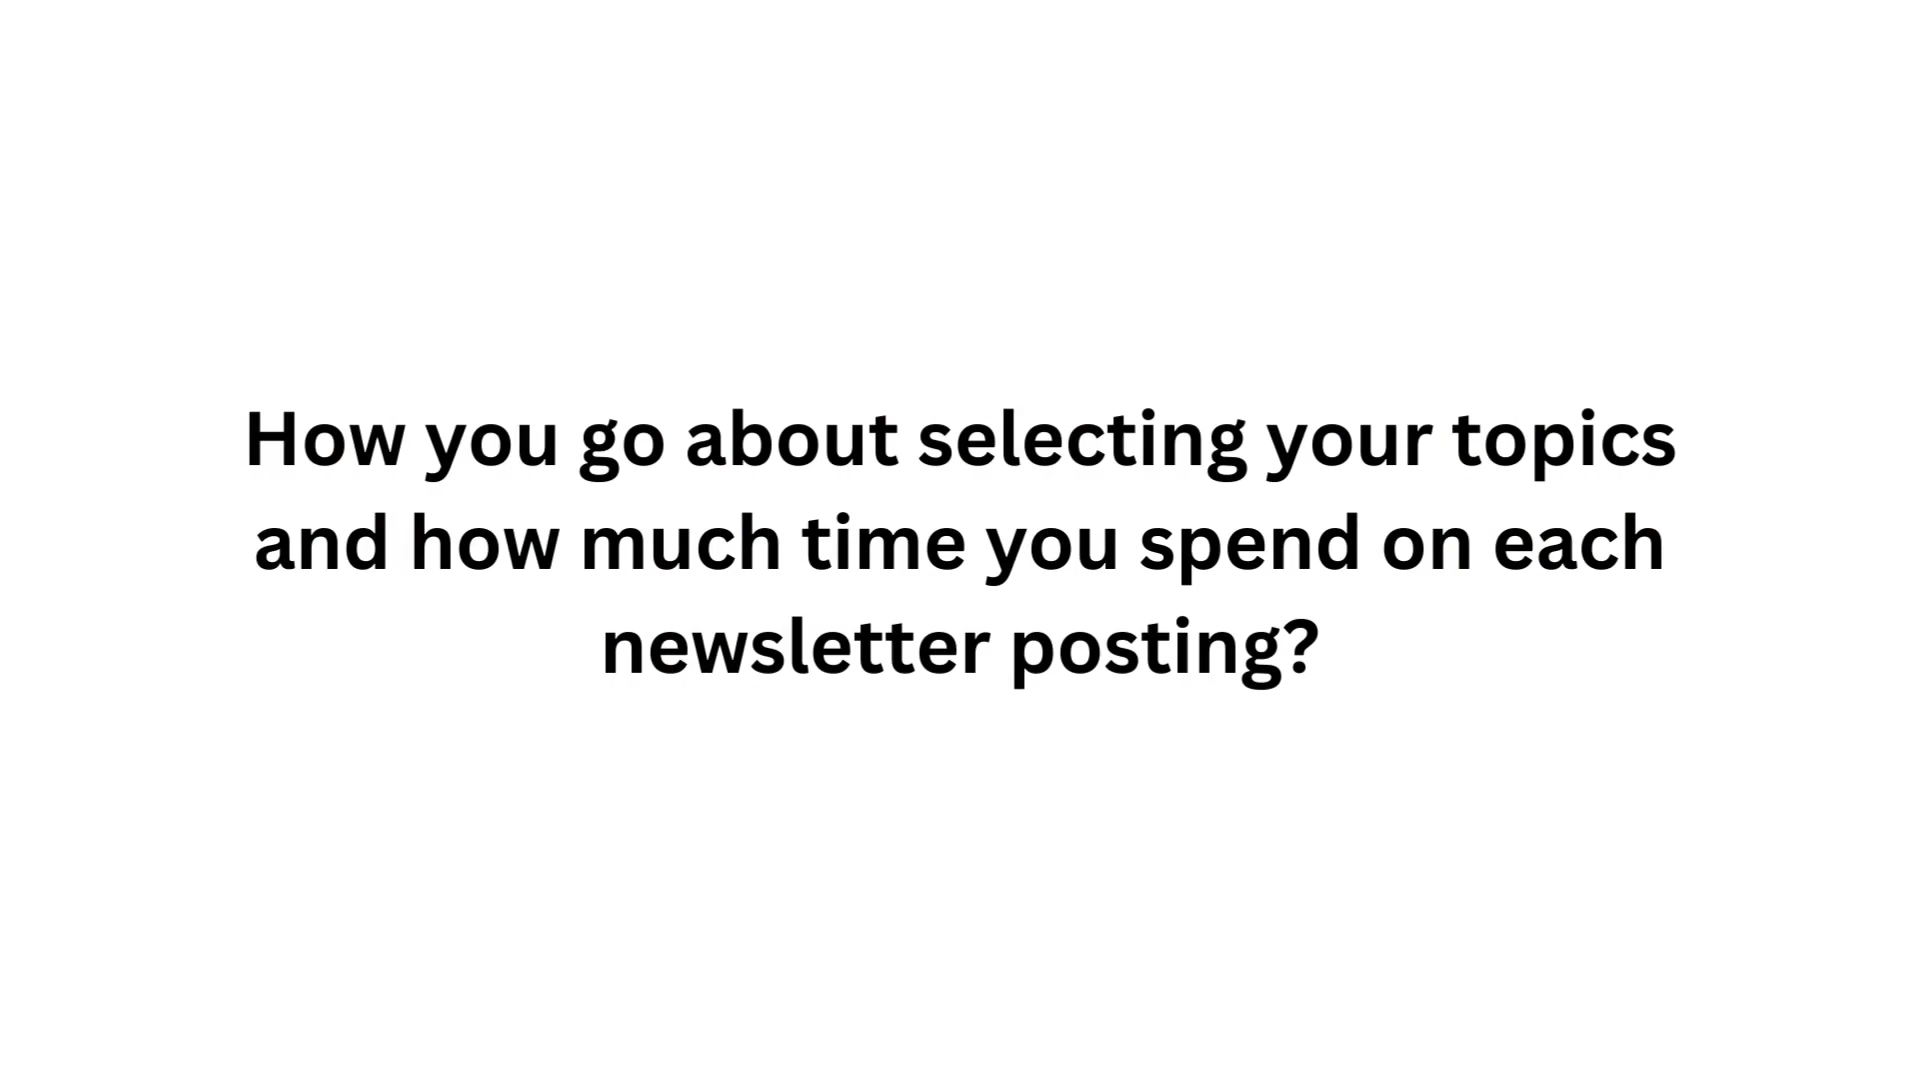 How you go about selecting your topics
and how much time you spend on each
newsletter posting?